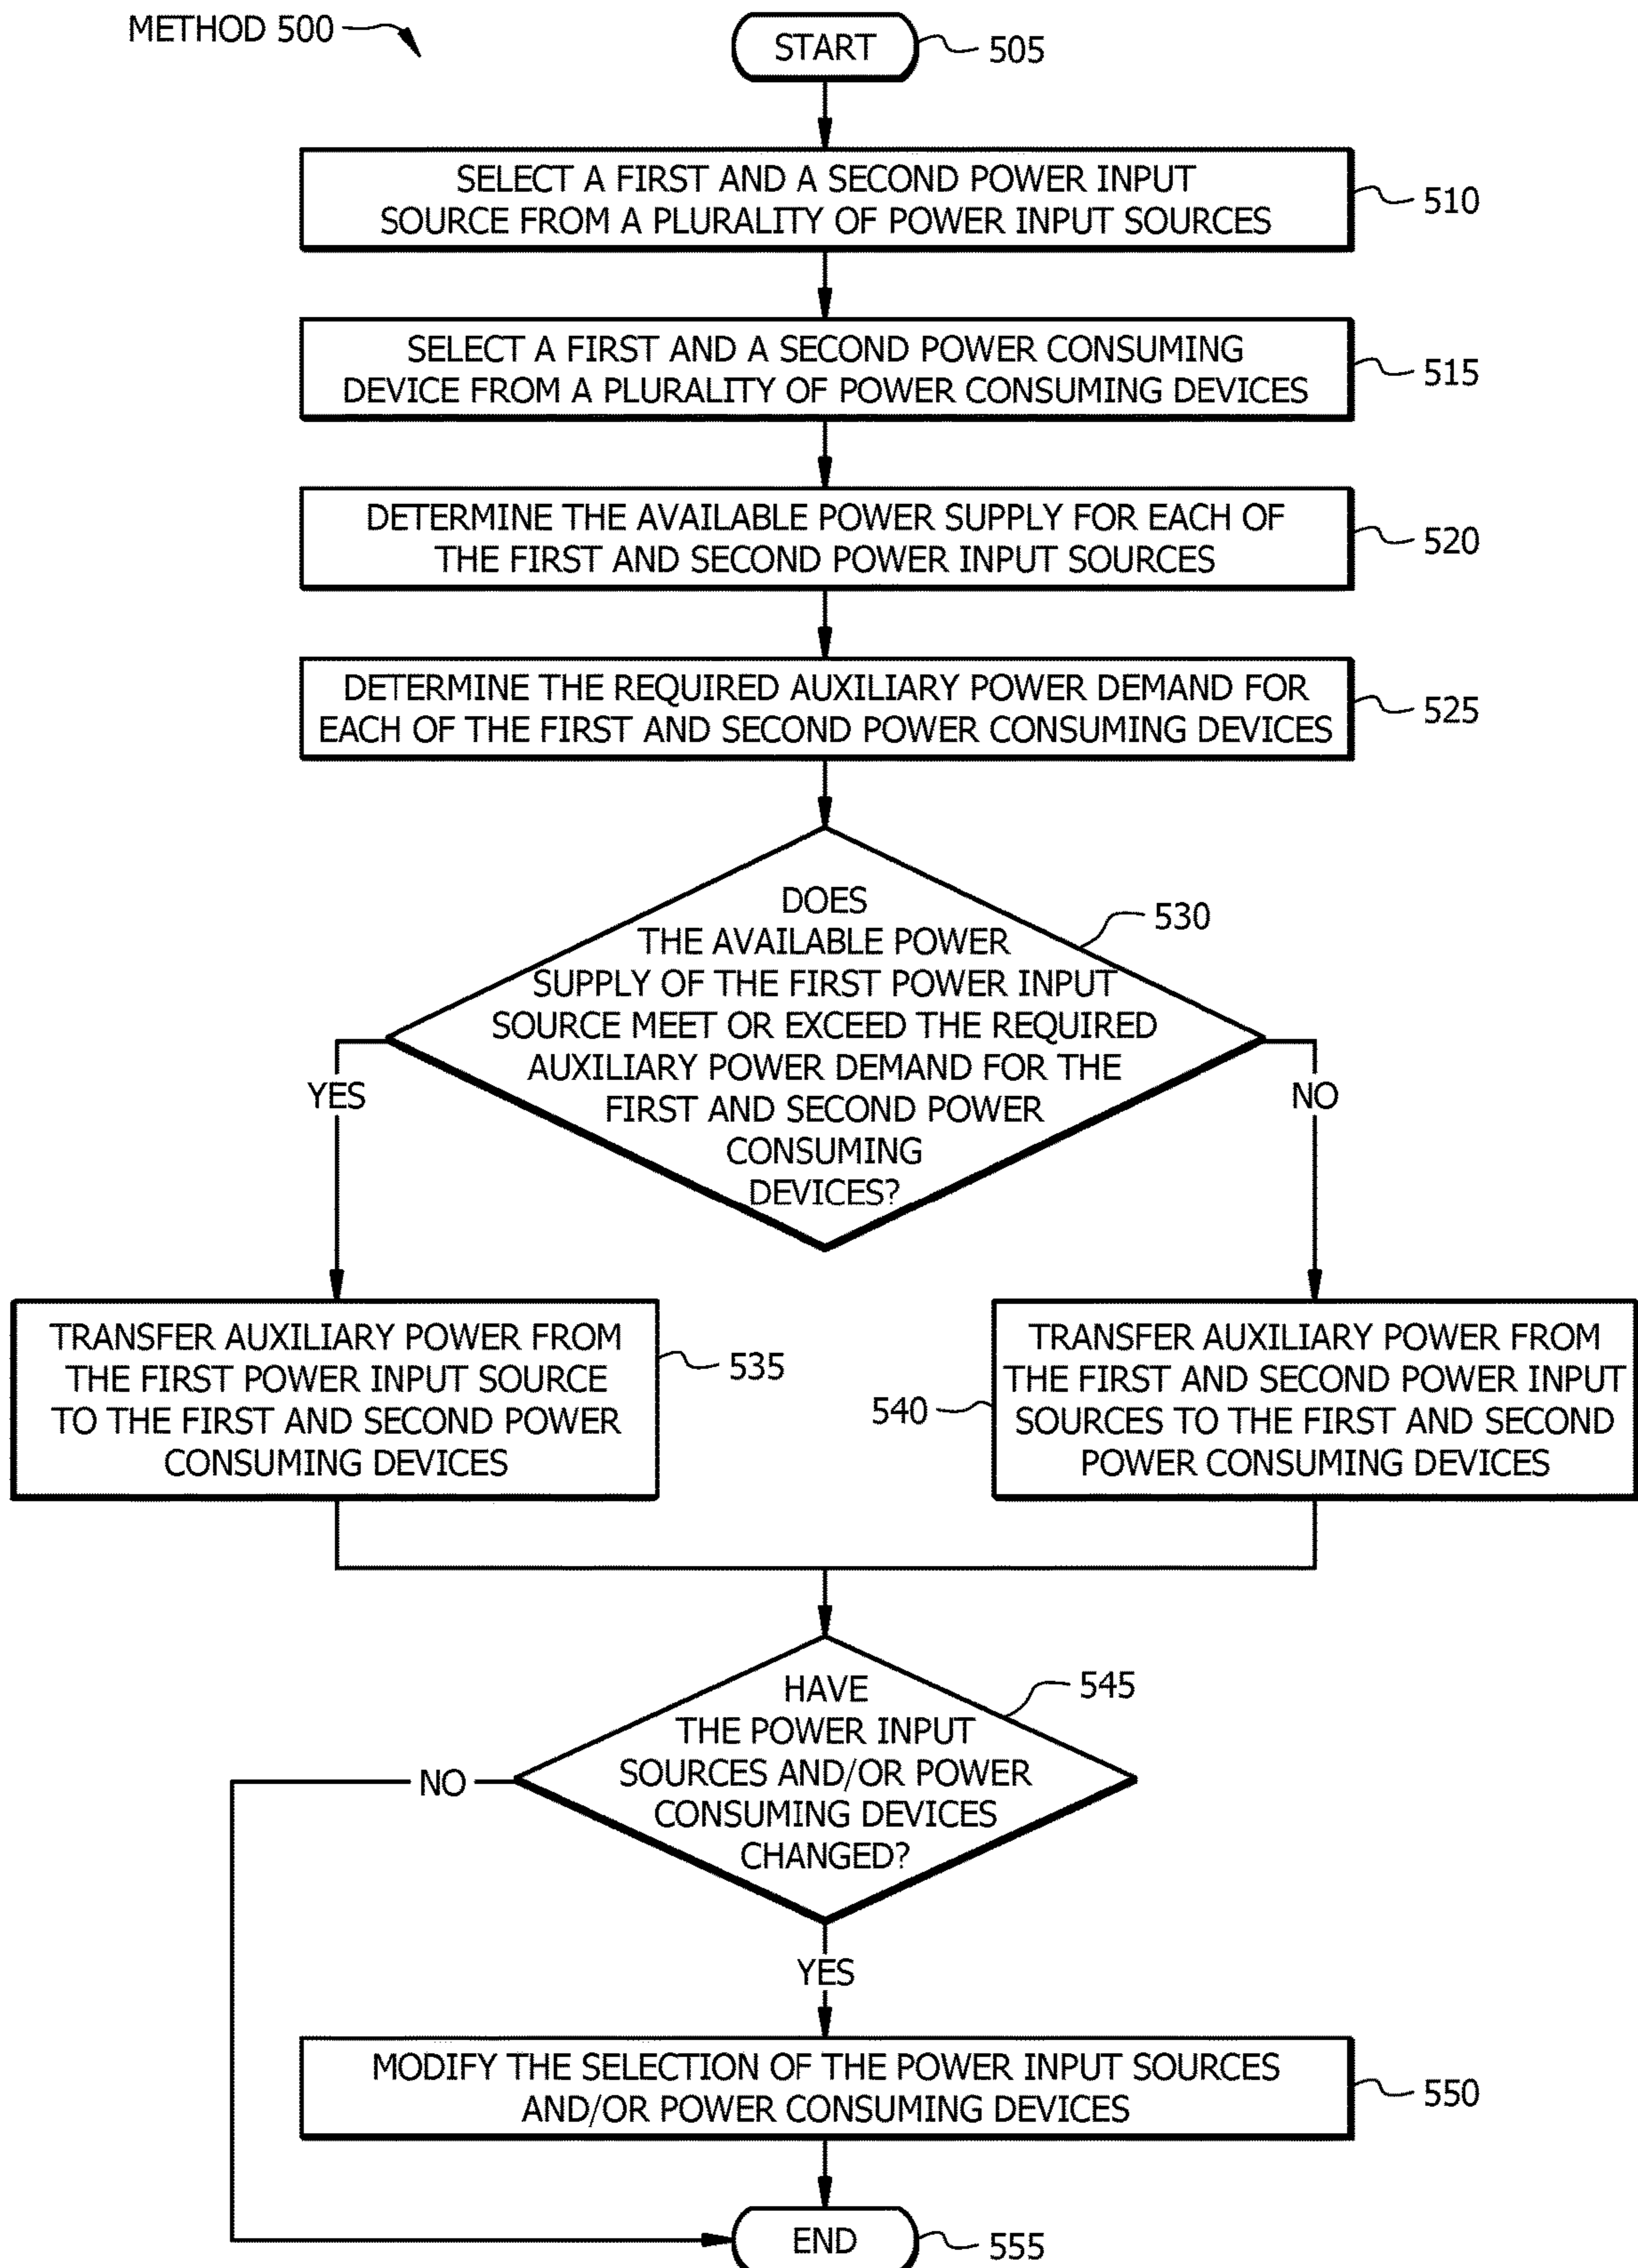 METHOD 500
START
505
SELECT A FIRST AND A SECOND POWER INPUT
SOURCE FROM A PLURALITY OF POWER INPUT SOURCES
510
SELECT A FIRST AND A SECOND POWER CONSUMING
DEVICE FROM A PLURALITY OF POWER CONSUMING DEVICES
515
DETERMINE THE AVAILABLE POWER SUPPLY FOR EACH OF
THE FIRST AND SECOND POWER INPUT SOURCES
520
DETERMINE THE REQUIRED AUXILIARY POWER DEMAND FOR
EACH OF THE FIRST AND SECOND POWER CONSUMING DEVICES
525
DOES
THE AVAILABLE POWER
SUPPLY OF THE FIRST POWER INPUT
SOURCE MEET OR EXCEED THE REQUIRED
AUXILIARY POWER DEMAND FOR THE
FIRST AND SECOND POWER
CONSUMING
DEVICES?
530
YES
NO
TRANSFER AUXILIARY POWER FROM
THE FIRST POWER INPUT SOURCE
TO THE FIRST AND SECOND POWER
CONSUMING DEVICES
535
540
TRANSFER AUXILIARY POWER FROM
THE FIRST AND SECOND POWER INPUT
SOURCES TO THE FIRST AND SECOND
POWER CONSUMING DEVICES
HAVE
THE POWER INPUT
SOURCES AND/OR POWER
CONSUMING DEVICES
CHANGED?
545
NO
YES
MODIFY THE SELECTION OF THE POWER INPUT SOURCES
AND/OR POWER CONSUMING DEVICES
550
END
555